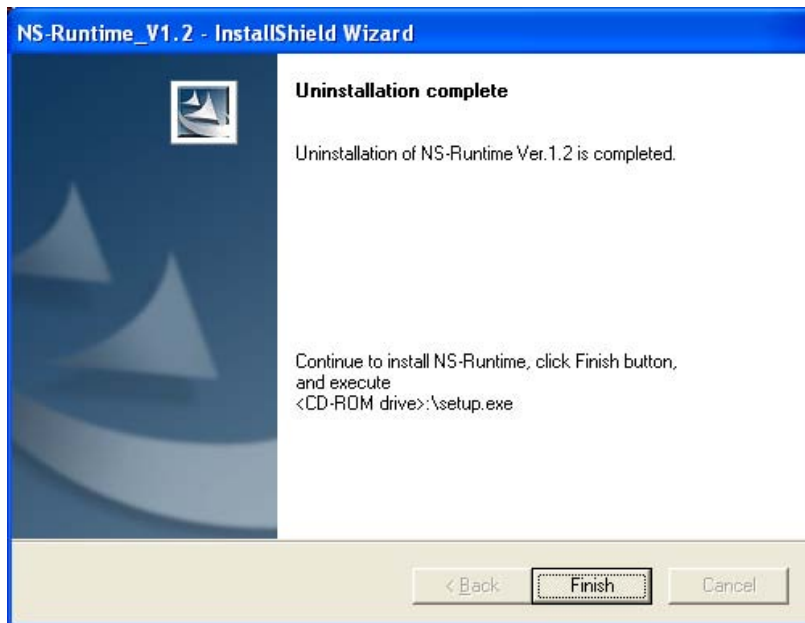 NS-Runtime_V1.2 - InstallShield Wizard
Uninstallation complete
Uninstallation of NS-Runtime Ver.1.2 is completed.
Continue to install NS-Runtime, click Finish button,
and execute
<CD-ROM drive>:\setup.exe
< Back
Finish
Cancel